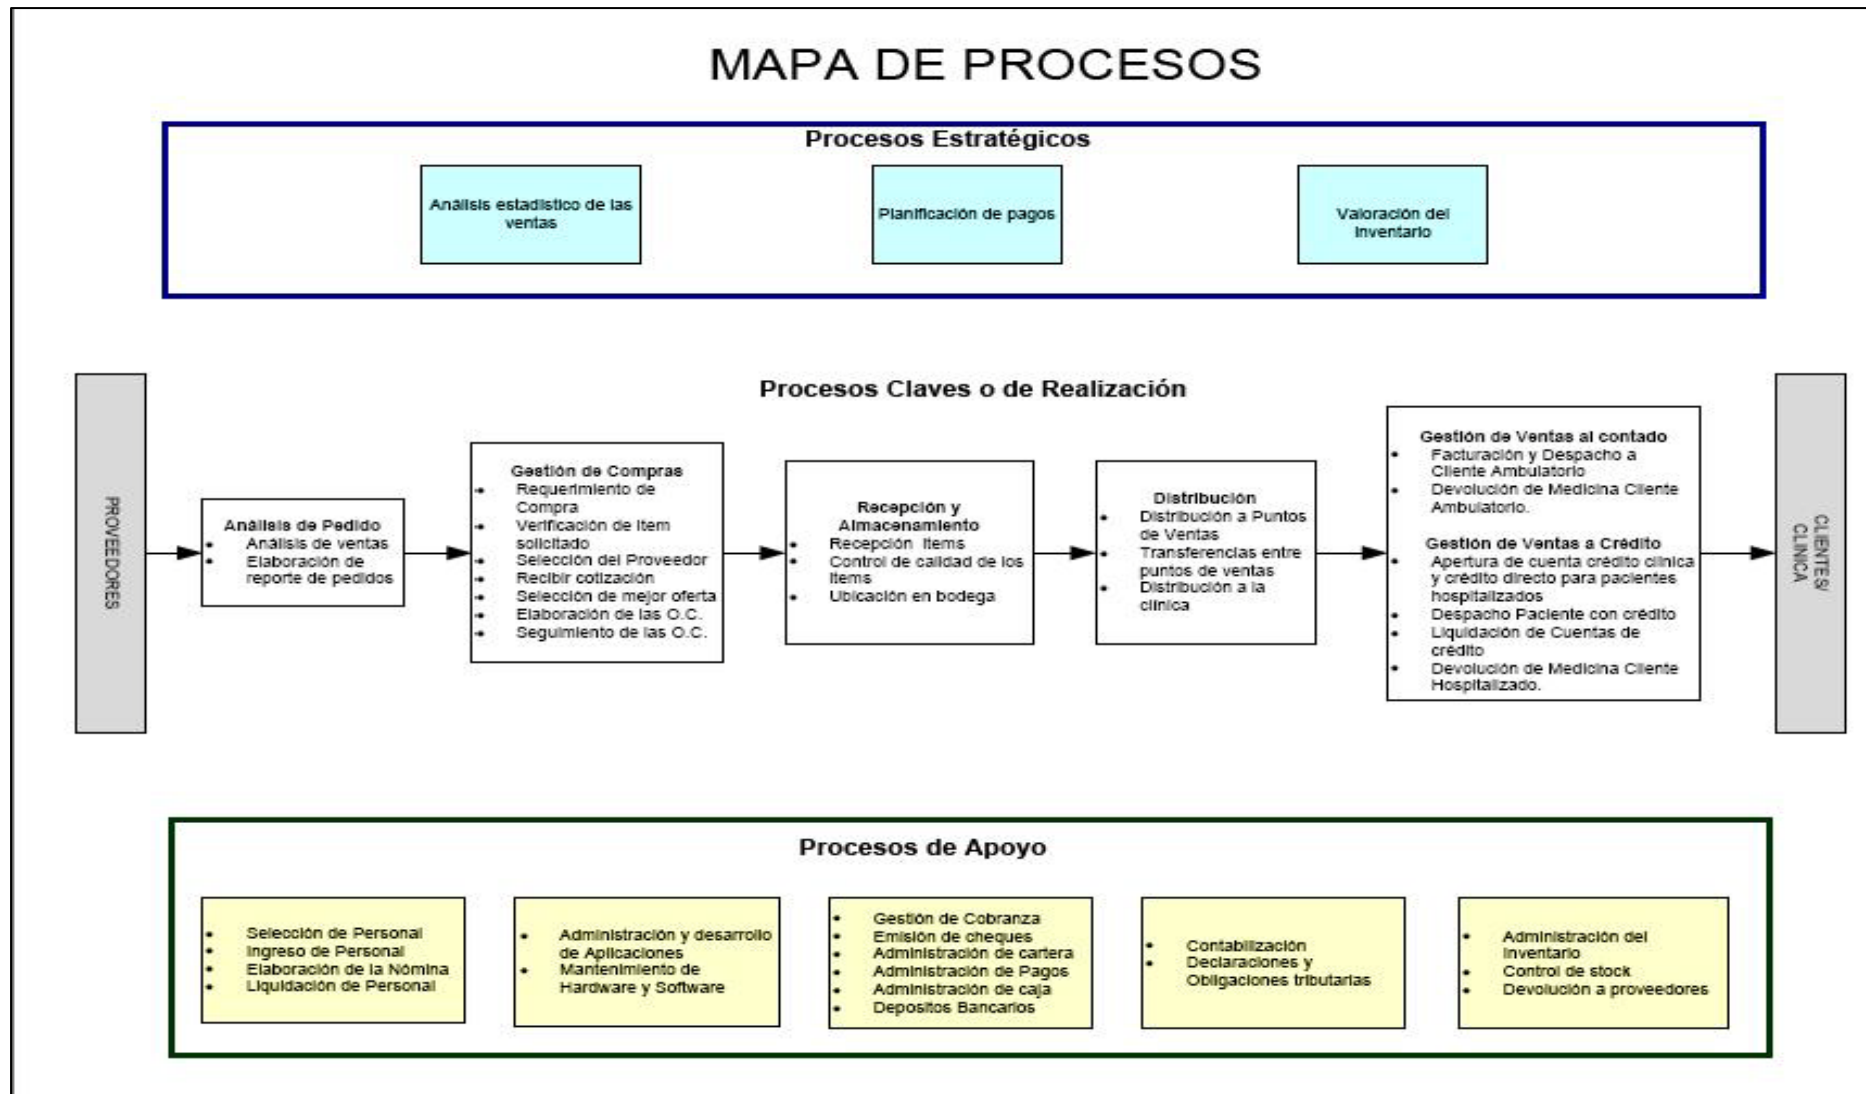 MAPA DE PROCESOS
Procesos Estratégicos
Análisis estadístico de las
ventas
Planificación de pagos
Valoración del
Inventario
Procesos Claves o de Realización
PROVEEDORES
Análisis de Pedido
• Análisis de ventas
• Elaboración de
reporte de pedidos
Gestión de Compras
• Requerimiento de
Compra
• Verificación de Item
solicitado
• Selección del Proveedor
• Recibir cotización
• Selección de mejor oferta
• Elaboración de las O.C.
• Seguimiento de las O.C.
Recepción y
Almacenamiento
• Recepción Items
• Control de calidad de los
Items
• Ubicación en bodega
Distribución
• Distribución a Puntos
de Ventas
• Transferencias entre
puntos de ventas
• Distribución a la
clínica
Gestión de Ventas al contado
• Facturación y Despacho a
Cliente Ambulatorio
• Devolución de Medicina Cliente
Ambulatorio.
Gestión de Ventas a Crédito
• Apertura de cuenta crédito clínica
y crédito directo para pacientes
hospitalizados
• Despacho Paciente con crédito
• Liquidación de Cuentas de
crédito
• Devolución de Medicina Cliente
Hospitalizado.
CLIENTES/
CLINICA
Procesos de Apoyo
• Selección de Personal
• Ingreso de Personal
• Elaboración de la Nómina
• Liquidación de Personal
• Administración y desarrollo
de Aplicaciones
• Mantenimiento de
Hardware y Software
• Gestión de Cobranza
• Emisión de cheques
• Administración de cartera
• Administración de Pagos
• Administración de caja
• Depositos Bancarios
• Contabilización
• Declaraciones y
Obligaciones tributarias
• Administración del
Inventario
• Control de stock
• Devolución a proveedores